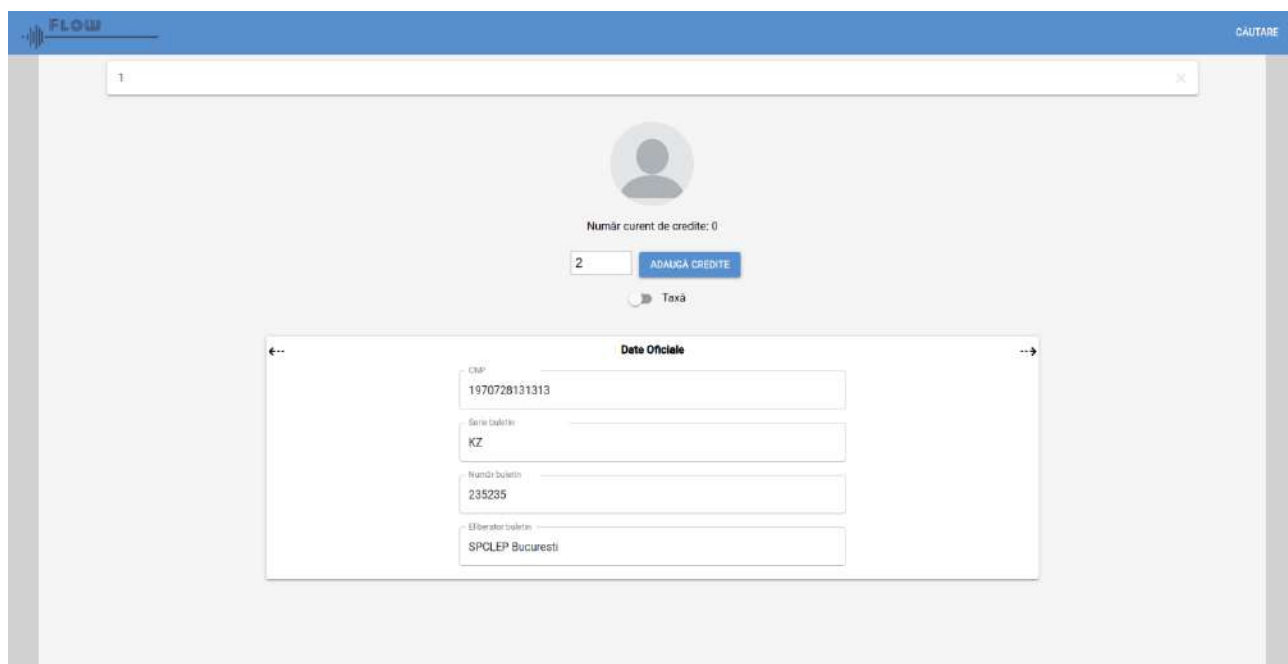 FLOW
CĂUTARE
1
Număr curent de credite: 0
2 ADAUGĂ CREDITE
Taxă
Date Oficiale
CNP
1970728131313
Serie buletin
KZ
Număr buletin
235235
Eliberator buletin
SPCLEP Bucuresti